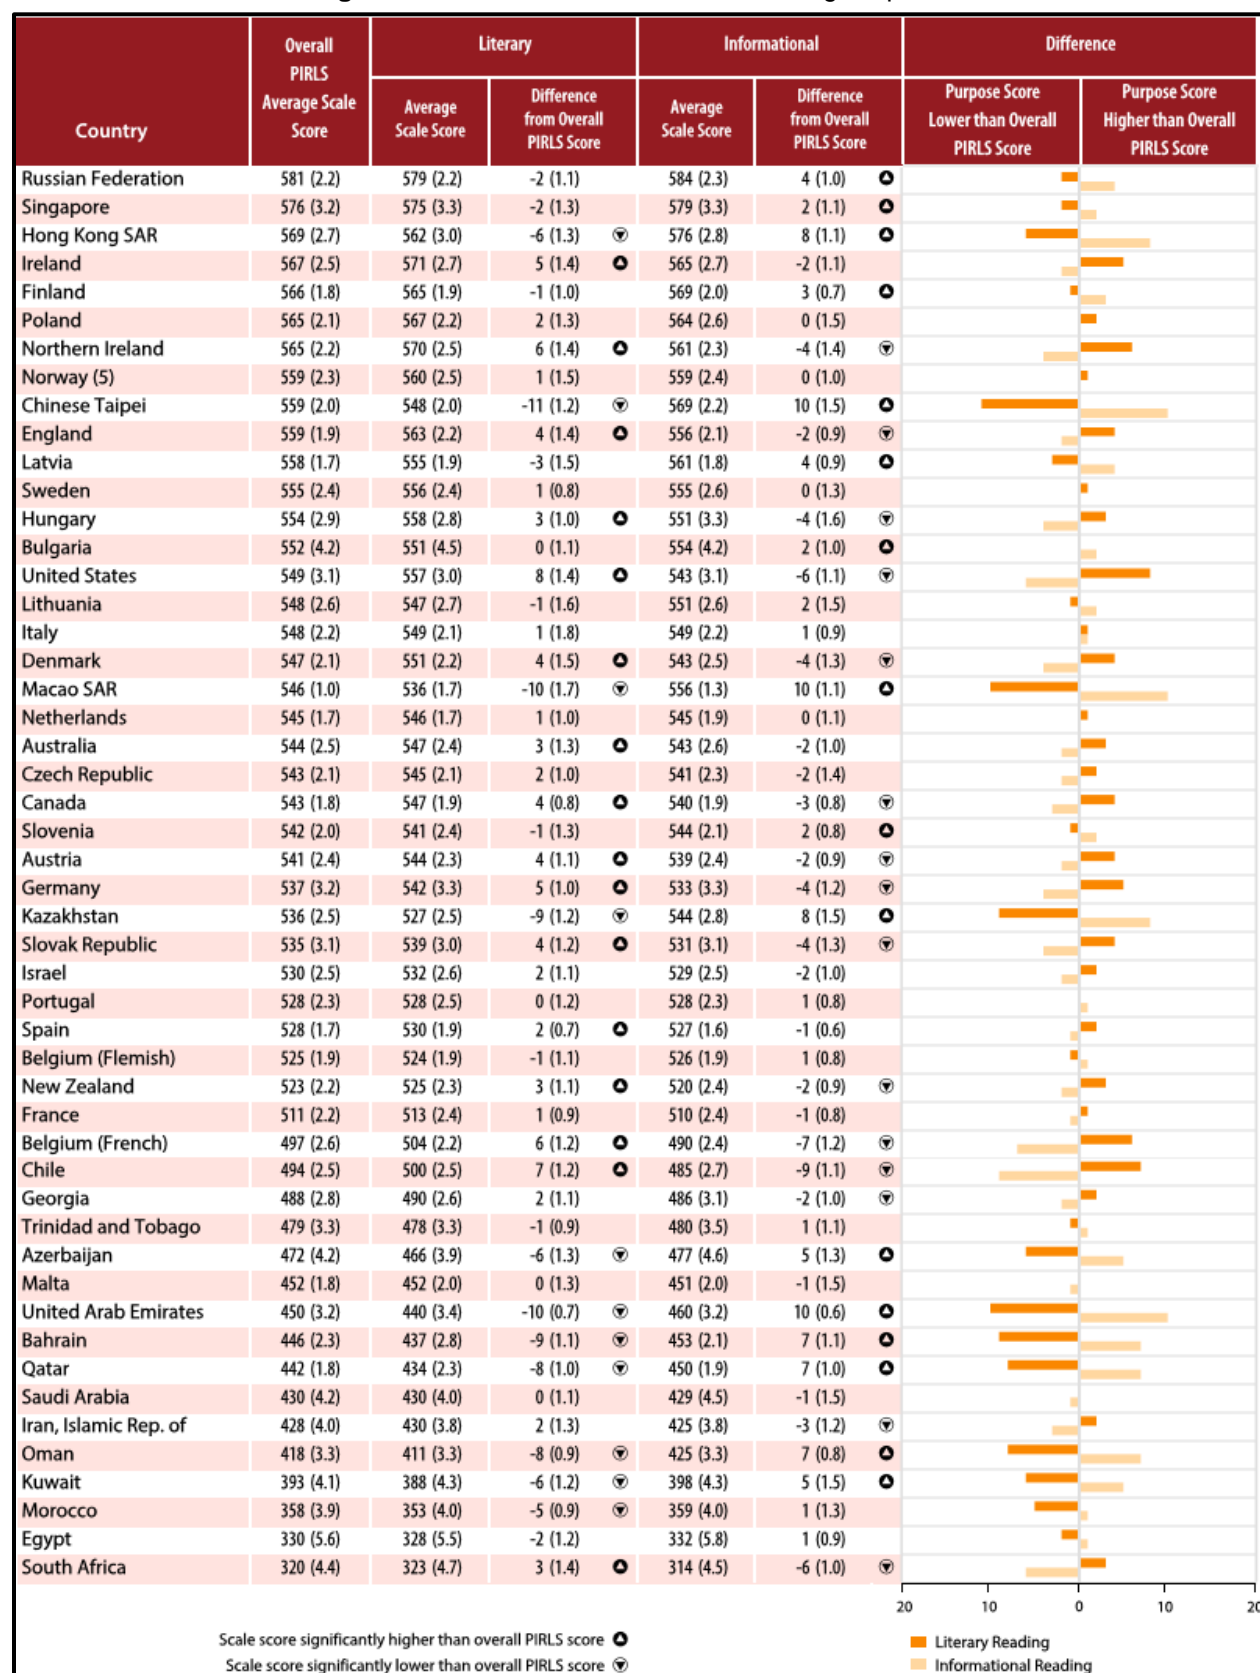 Country Overall PIRLS Average Scale Score Literary Informational Difference
Average Scale Score Difference from Overall PIRLS Score Average Scale Score Difference from Overall PIRLS Score Purpose Score Lower than Overall PIRLS Score Purpose Score Higher than Overall PIRLS Score
Russian Federation 581 (2.2) 579 (2.2) -2 (1.1) 584 (2.3) 4 (1.0)
Singapore 576 (3.2) 575 (3.3) -2 (1.3) 579 (3.3) 2 (1.1)
Hong Kong SAR 569 (2.7) 562 (3.0) -6 (1.3) 576 (2.8) 8 (1.1)
Ireland 567 (2.5) 571 (2.7) 5 (1.4) 565 (2.7) -2 (1.1)
Finland 566 (1.8) 565 (1.9) -1 (1.0) 569 (2.0) 3 (0.7)
Poland 565 (2.1) 567 (2.2) 2 (1.3) 564 (2.6) 0 (1.5)
Northern Ireland 565 (2.2) 570 (2.5) 6 (1.4) 561 (2.3) -4 (1.4)
Norway (5) 559 (2.3) 560 (2.5) 1 (1.5) 559 (2.4) 0 (1.0)
Chinese Taipei 559 (2.0) 548 (2.0) -11 (1.2) 569 (2.2) 10 (1.5)
England 559 (1.9) 563 (2.2) 4 (1.4) 556 (2.1) -2 (0.9)
Latvia 558 (1.7) 555 (1.9) -3 (1.5) 561 (1.8) 4 (0.9)
Sweden 555 (2.4) 556 (2.4) 1 (0.8) 555 (2.6) 0 (1.3)
Hungary 554 (2.9) 558 (2.8) 3 (1.0) 551 (3.3) -4 (1.6)
Bulgaria 552 (4.2) 551 (4.5) 0 (1.1) 554 (4.2) 2 (1.0)
United States 549 (3.1) 557 (3.0) 8 (1.4) 543 (3.1) -6 (1.1)
Lithuania 548 (2.6) 547 (2.7) -1 (1.6) 551 (2.6) 2 (1.5)
Italy 548 (2.2) 549 (2.1) 1 (1.8) 549 (2.2) 1 (0.9)
Denmark 547 (2.1) 551 (2.2) 4 (1.5) 543 (2.5) -4 (1.3)
Macao SAR 546 (1.0) 536 (1.7) -10 (1.7) 556 (1.3) 10 (1.1)
Netherlands 545 (1.7) 546 (1.7) 1 (1.0) 545 (1.9) 0 (1.1)
Australia 544 (2.5) 547 (2.4) 3 (1.3) 543 (2.6) -2 (1.0)
Czech Republic 543 (2.1) 545 (2.1) 2 (1.0) 541 (2.3) -2 (1.4)
Canada 543 (1.8) 547 (1.9) 4 (0.8) 540 (1.9) -3 (0.8)
Slovenia 542 (2.0) 541 (2.4) -1 (1.3) 544 (2.1) 2 (0.8)
Austria 541 (2.4) 544 (2.3) 4 (1.1) 539 (2.4) -2 (0.9)
Germany 537 (3.2) 542 (3.3) 5 (1.0) 533 (3.3) -4 (1.2)
Kazakhstan 536 (2.5) 527 (2.5) -9 (1.2) 544 (2.8) 8 (1.5)
Slovak Republic 535 (3.1) 539 (3.0) 4 (1.2) 531 (3.1) -4 (1.3)
Israel 530 (2.5) 532 (2.6) 2 (1.1) 529 (2.5) -2 (1.0)
Portugal 528 (2.3) 528 (2.5) 0 (1.2) 528 (2.3) 1 (0.8)
Spain 528 (1.7) 530 (1.9) 2 (0.7) 527 (1.6) -1 (0.6)
Belgium (Flemish) 525 (1.9) 524 (1.9) -1 (1.1) 526 (1.9) 1 (0.8)
New Zealand 523 (2.2) 525 (2.3) 3 (1.1) 520 (2.4) -2 (0.9)
France 511 (2.2) 513 (2.4) 1 (0.9) 510 (2.4) -1 (0.8)
Belgium (French) 497 (2.6) 504 (2.2) 6 (1.2) 490 (2.4) -7 (1.2)
Chile 494 (2.5) 500 (2.5) 7 (1.2) 485 (2.7) -9 (1.1)
Georgia 488 (2.8) 490 (2.6) 2 (1.1) 486 (3.1) -2 (1.0)
Trinidad and Tobago 479 (3.3) 478 (3.3) -1 (0.9) 480 (3.5) 1 (1.1)
Azerbaijan 472 (4.2) 466 (3.9) -6 (1.3) 477 (4.6) 5 (1.3)
Malta 452 (1.8) 452 (2.0) 0 (1.3) 451 (2.0) -1 (1.5)
United Arab Emirates 450 (3.2) 440 (3.4) -10 (0.7) 460 (3.2) 10 (0.6)
Bahrain 446 (2.3) 437 (2.8) -9 (1.1) 453 (2.1) 7 (1.1)
Qatar 442 (1.8) 434 (2.3) -8 (1.0) 450 (1.9) 7 (1.0)
Saudi Arabia 430 (4.2) 430 (4.0) 0 (1.1) 429 (4.5) -1 (1.5)
Iran, Islamic Rep. of 428 (4.0) 430 (3.8) 2 (1.3) 425 (3.8) -3 (1.2)
Oman 418 (3.3) 411 (3.3) -8 (0.9) 425 (3.3) 7 (0.8)
Kuwait 393 (4.1) 388 (4.3) -6 (1.2) 398 (4.3) 5 (1.5)
Morocco 358 (3.9) 353 (4.0) -5 (0.9) 359 (4.0) 1 (1.3)
Egypt 330 (5.6) 328 (5.5) -2 (1.2) 332 (5.8) 1 (0.9)
South Africa 320 (4.4) 323 (4.7) 3 (1.4) 314 (4.5) -6 (1.0)
20 10 0 10 20
Scale score significantly higher than overall PIRLS score
Scale score significantly lower than overall PIRLS score
Literary Reading
Informational Reading